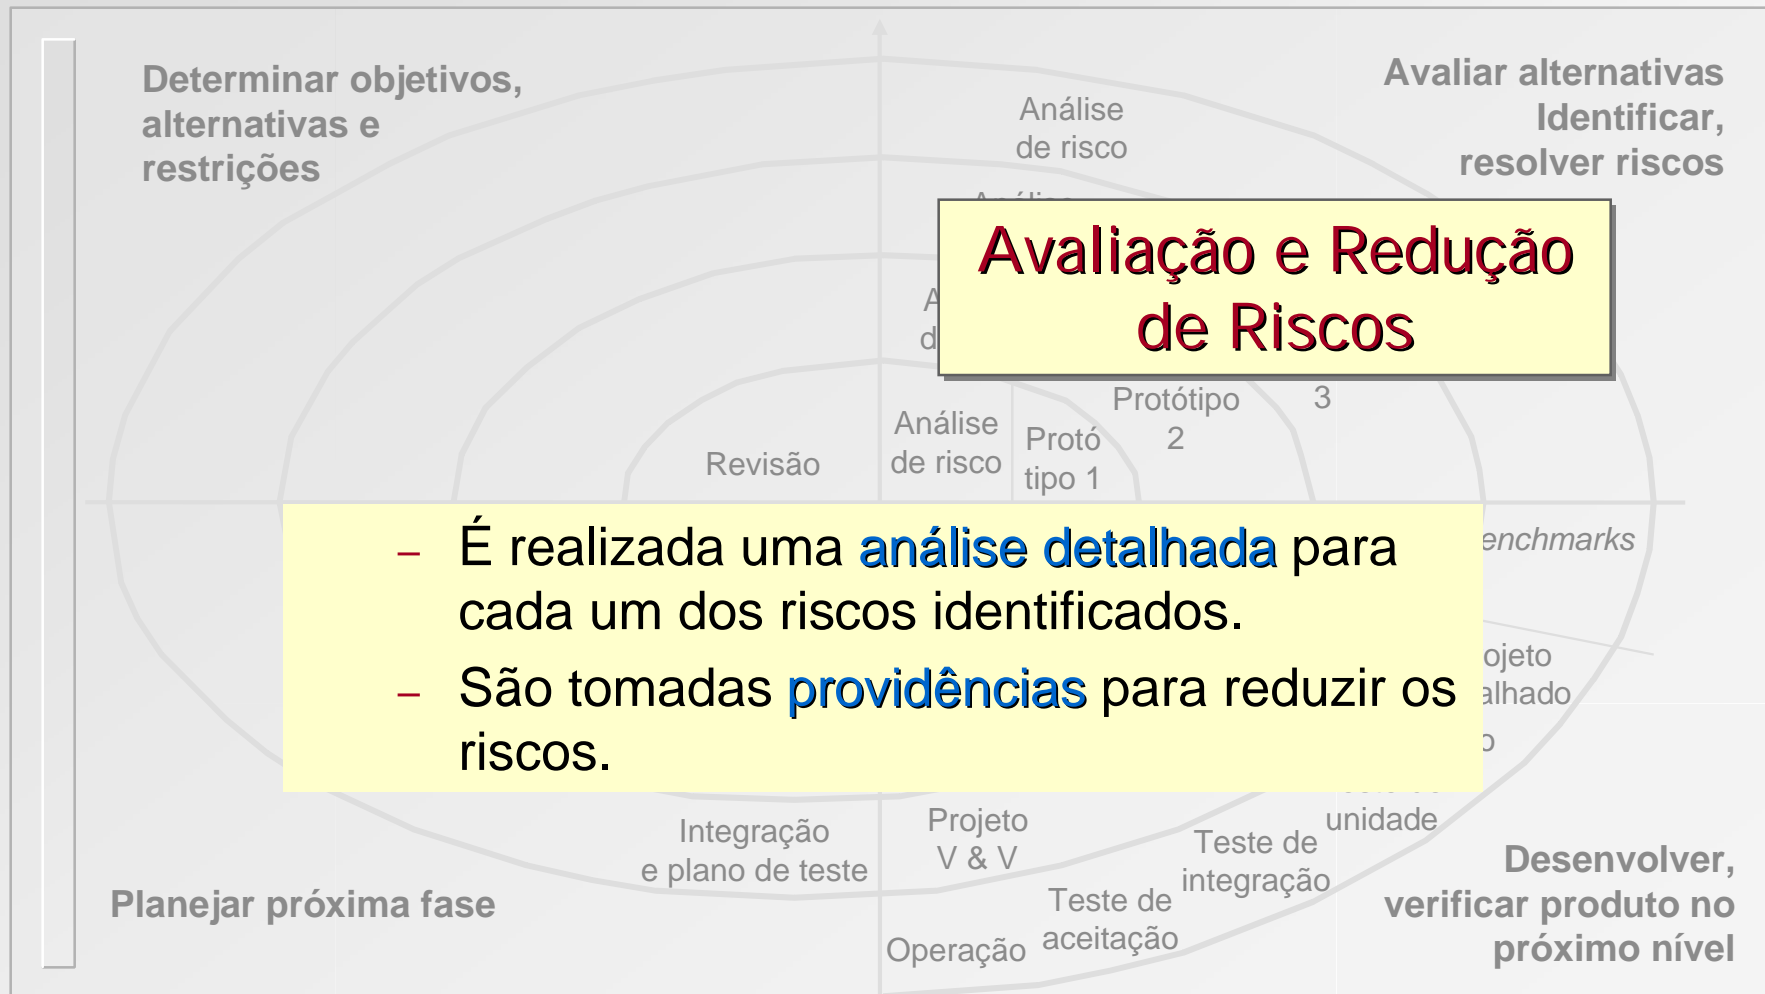 Determinar objetivos,
alternativas e
restrições
Avaliar alternativas
Identificar,
resolver riscos
Análise
de risco
Avaliação e Redução
de Riscos
3
Protótipo
2
Análise
de risco
Protó
tipo 1
Revisão
– É realizada uma análise detalhada para
cada um dos riscos identificados.
– São tomadas providências para reduzir os
riscos.
unidade
Integração
e plano de teste
Projeto
V & V
Teste de
integração
Teste de
aceitação
Operação
Planejar próxima fase
Desenvolver,
verificar produto no
próximo nível